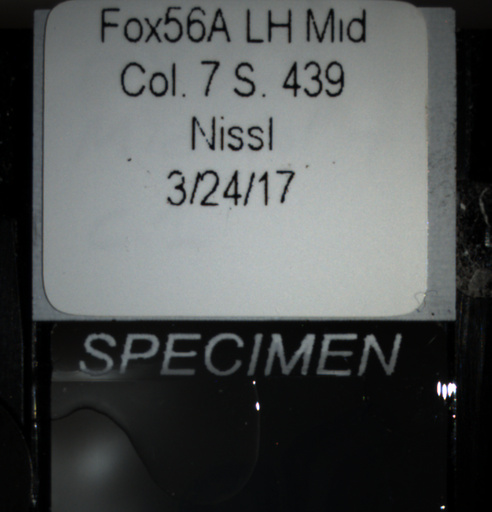 Fox56A LH Mid
Col. 7 S. 439
Nissl
3/24/17
SPECIMEN